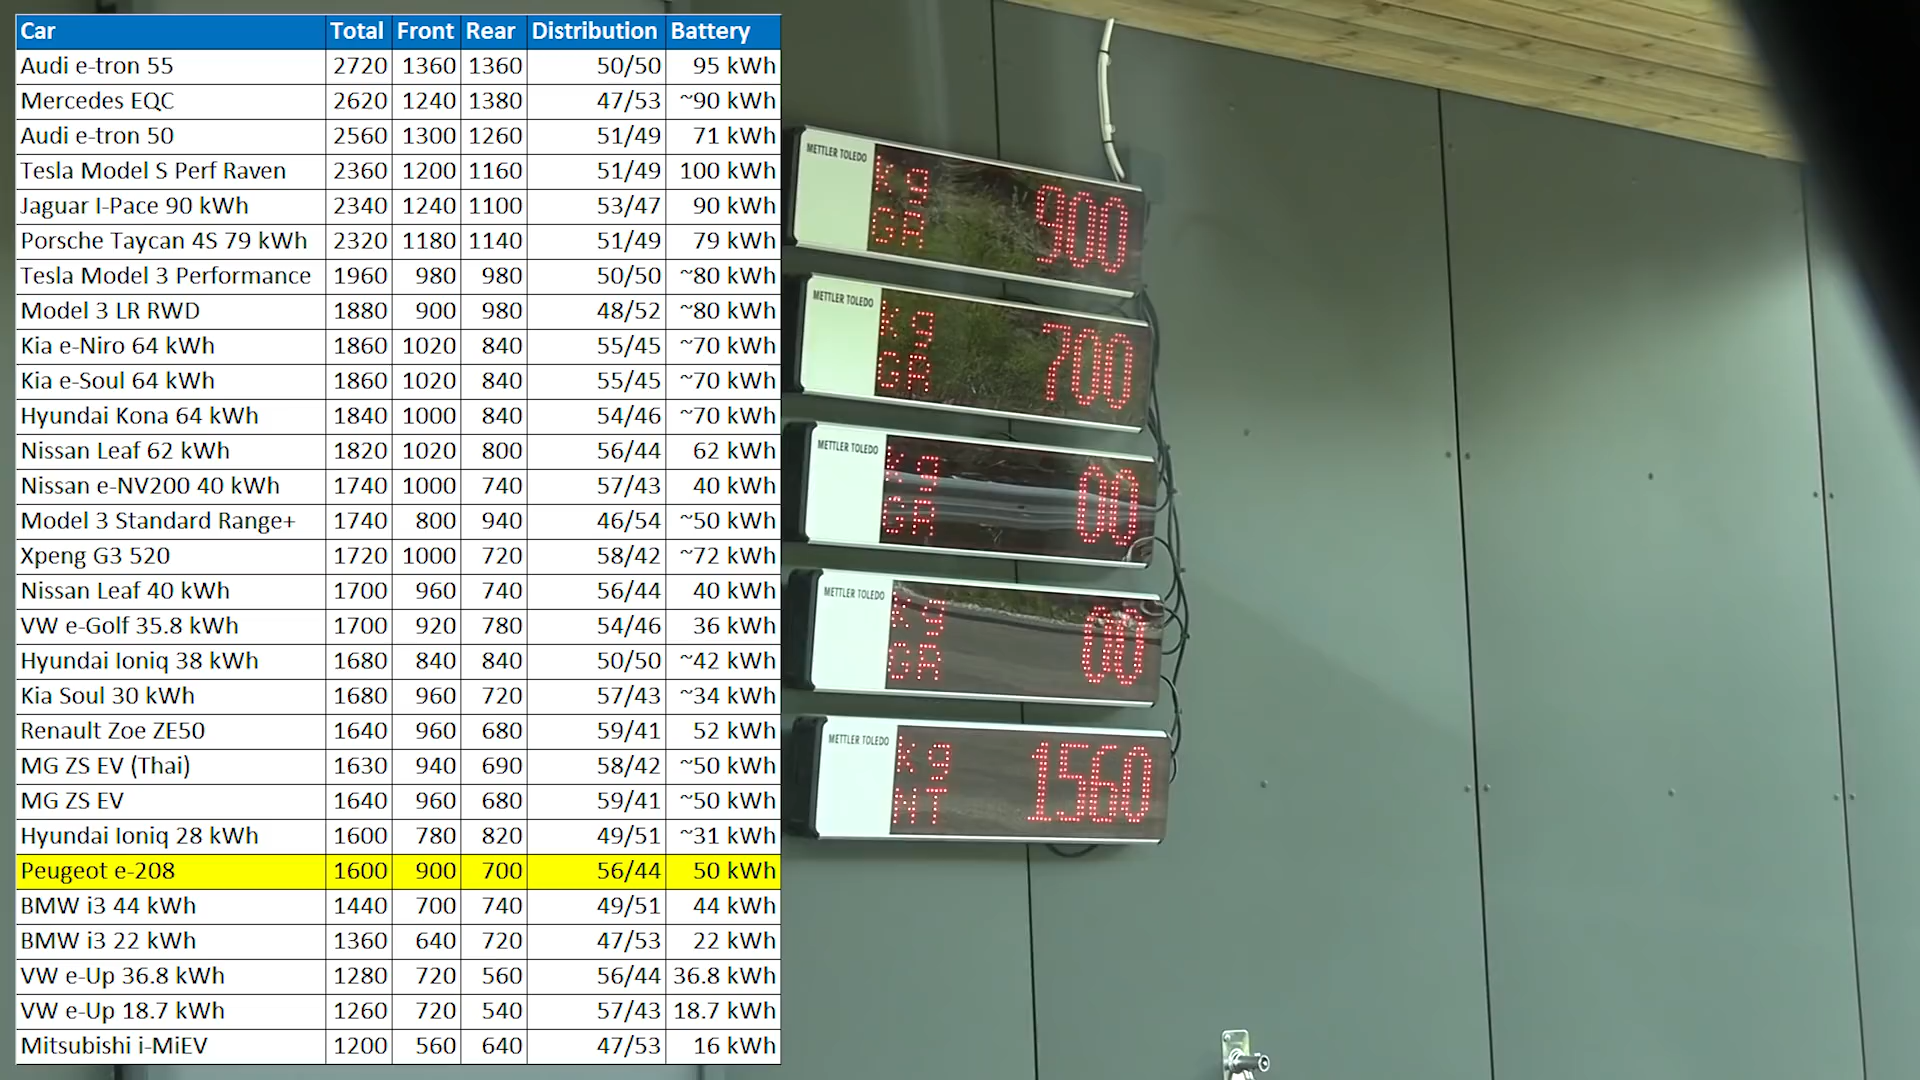 Car Total Front Rear Distribution Battery
Audi e-tron 55 2720 1360 1360 50/50 95 kWh
Mercedes EQC 2620 1240 1380 47/53 ~90 kWh
Audi e-tron 50 2560 1300 1260 51/49 71 kWh
Tesla Model S Perf Raven 2360 1200 1160 51/49 100 kWh
Jaguar I-Pace 90 kWh 2340 1240 1100 53/47 90 kWh
Porsche Taycan 4S 79 kWh 2320 1180 1140 51/49 79 kWh
Tesla Model 3 Performance 1960 980 980 50/50 ~80 kWh
Model 3 LR RWD 1880 900 980 48/52 ~80 kWh
Kia e-Niro 64 kWh 1860 1020 840 55/45 ~70 kWh
Kia e-Soul 64 kWh 1860 1020 840 55/45 ~70 kWh
Hyundai Kona 64 kWh 1840 1000 840 54/46 ~70 kWh
Nissan Leaf 62 kWh 1820 1020 800 56/44 62 kWh
Nissan e-NV200 40 kWh 1740 1000 740 57/43 40 kWh
Model 3 Standard Range+ 1740 800 940 46/54 ~50 kWh
Xpeng G3 520 1720 1000 720 58/42 ~72 kWh
Nissan Leaf 40 kWh 1700 960 740 56/44 40 kWh
VW e-Golf 35.8 kWh 1700 920 780 54/46 36 kWh
Hyundai Ioniq 38 kWh 1680 840 840 50/50 ~42 kWh
Kia Soul 30 kWh 1680 960 720 57/43 ~34 kWh
Renault Zoe ZE50 1640 960 680 59/41 52 kWh
MG ZS EV (Thai) 1630 940 690 58/42 ~50 kWh
MG ZS EV 1640 960 680 59/41 ~50 kWh
Hyundai Ioniq 28 kWh 1600 780 820 49/51 ~31 kWh
Peugeot e-208 1600 900 700 56/44 50 kWh
BMW i3 44 kWh 1440 700 740 49/51 44 kWh
BMW i3 22 kWh 1360 640 720 47/53 22 kWh
VW e-Up 36.8 kWh 1280 720 560 56/44 36.8 kWh
VW e-Up 18.7 kWh 1260 720 540 57/43 18.7 kWh
Mitsubishi i-MiEV 1200 560 640 47/53 16 kWh
METTLER TOLEDO
kg
GA
900
METTLER TOLEDO
kg
GA
700
METTLER TOLEDO
kg
GA
00
METTLER TOLEDO
kg
GA
00
METTLER TOLEDO
kg
NT
1560